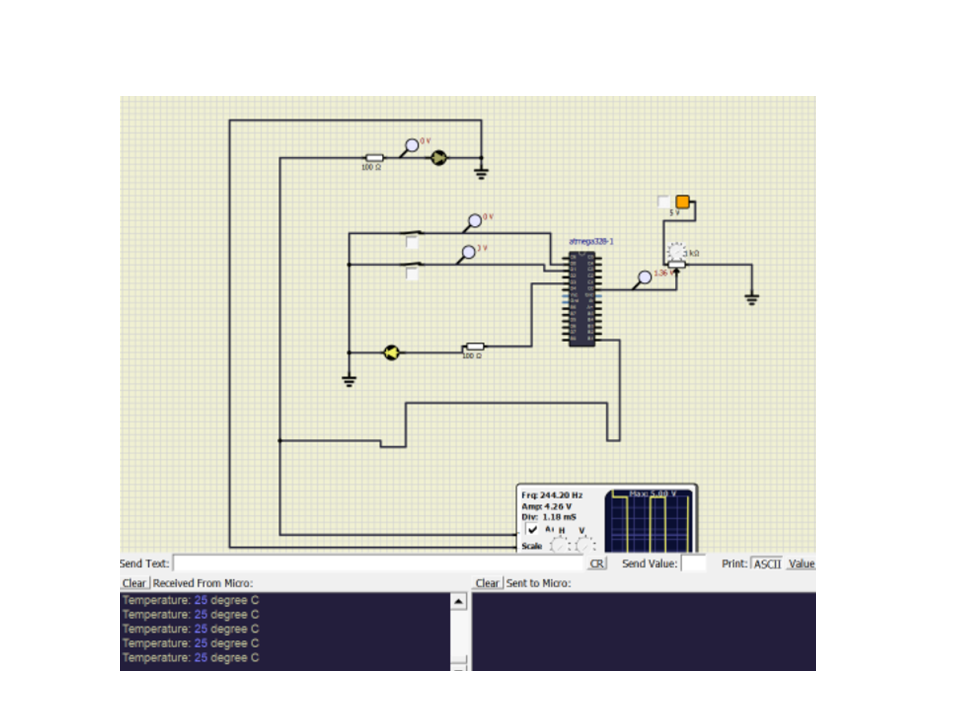 0 V
100 Ω
0 V
5 V
atmega328-1
1 kΩ
1.36 V
100 Ω
Frq: 244.20 Hz
Amp: 4.26 V
Div: 1.18 mS
Max: 5.00 V
H V
Scale
Send Text: CR Send Value: Print: ASCII Value
Clear Received From Micro: Clear Sent to Micro:
Temperature: 25 degree C
Temperature: 25 degree C
Temperature: 25 degree C
Temperature: 25 degree C
Temperature: 25 degree C